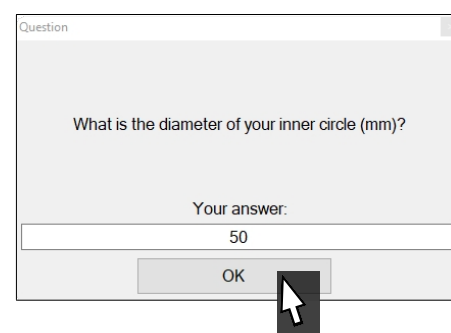 Question
What is the diameter of your inner circle (mm)?
Your answer:
50
OK